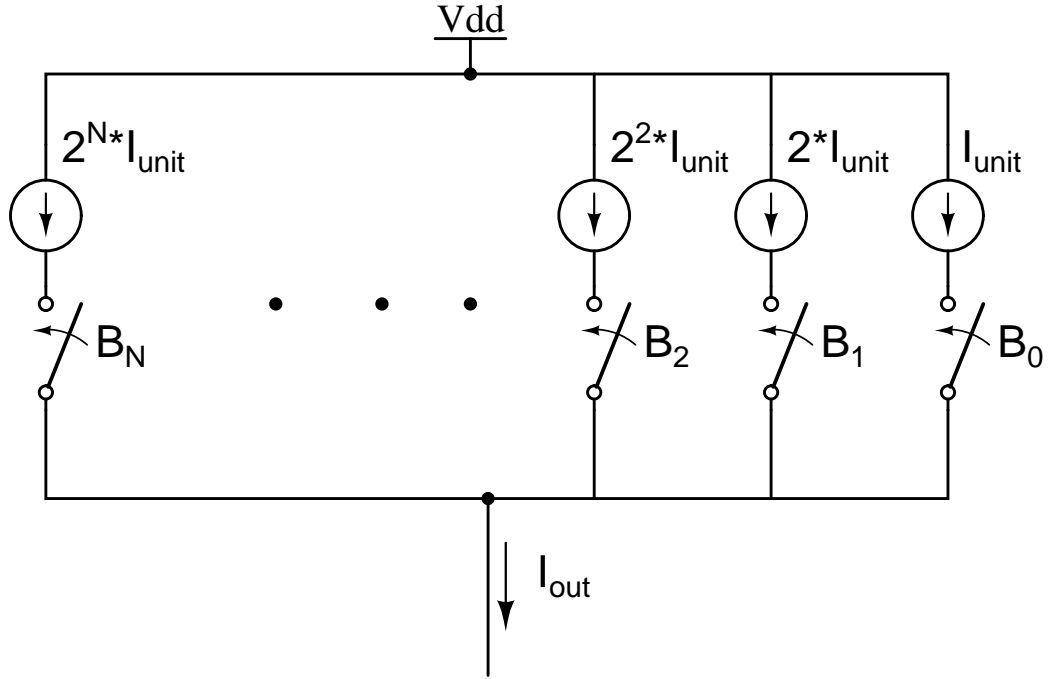 Vdd
2^N*I_unit
2^2*I_unit
2*I_unit
I_unit
B_N
B_2
B_1
B_0
I_out